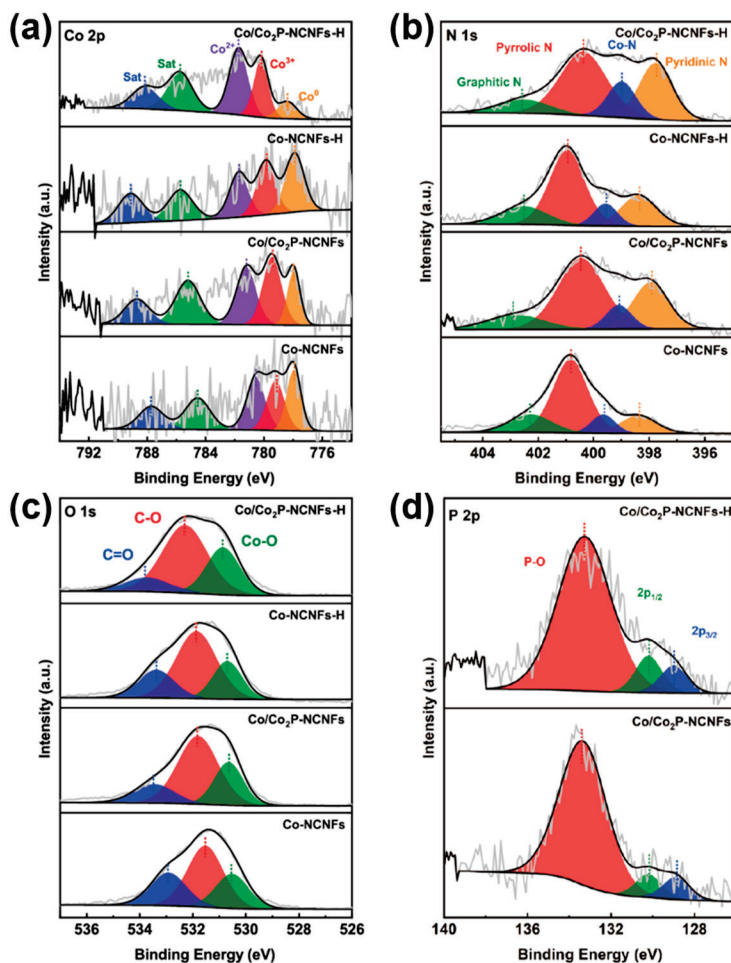 (a)
Co 2p
Co/Co2P-NCNFs-H
Co2+
Sat
Sat
Co3+
Co0
Co-NCNFs-H
Co/Co2P-NCNFs
Co-NCNFs
Intensity (a.u.)
792 788 784 780 776
Binding Energy (eV)
(b)
N 1s
Co/Co2P-NCNFs-H
Pyrrolic N
Co-N
Graphitic N
Pyridinic N
Co-NCNFs-H
Co/Co2P-NCNFs
Co-NCNFs
Intensity (a.u.)
404 402 400 398 396
Binding Energy (eV)
(c)
O 1s
Co/Co2P-NCNFs-H
C-O
C=O
Co-O
Co-NCNFs-H
Co/Co2P-NCNFs
Co-NCNFs
Intensity (a.u.)
536 534 532 530 528 526
Binding Energy (eV)
(d)
P 2p
Co/Co2P-NCNFs-H
P-O
2p1/2
2p3/2
Co/Co2P-NCNFs
Intensity (a.u.)
140 138 136 134 132 130 128 126
Binding Energy (eV)